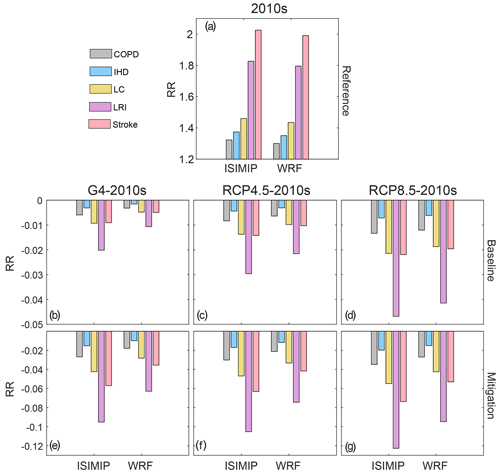 2010s
(a)
COPD
IHD
LC
LRI
Stroke
RR
2
1.8
1.6
1.4
1.2
ISIMIP
WRF
Reference
G4-2010s
RCP4.5-2010s
RCP8.5-2010s
RR
0
-0.01
-0.02
-0.03
-0.04
-0.05
(b)
(c)
(d)
Baseline
RR
-0.02
-0.04
-0.06
-0.08
-0.1
-0.12
(e)
(f)
(g)
Mitigation
ISIMIP WRF
ISIMIP WRF
ISIMIP WRF